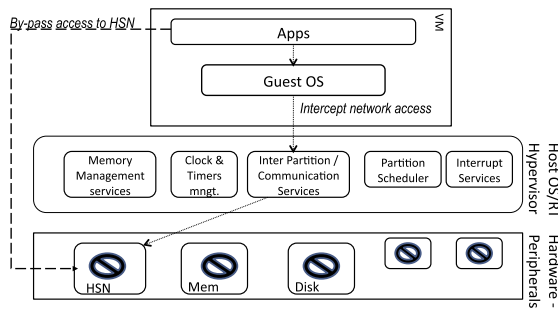 By-pass access to HSN
VM
Apps
Guest OS
Intercept network access
Host OS/RT
Hypervisor
Memory
Management
services
Clock &
Timers
mngt.
Inter Partition /
Communication
Services
Partition
Scheduler
Interrupt
Services
Hardware -
Peripherals
HSN
Mem
Disk